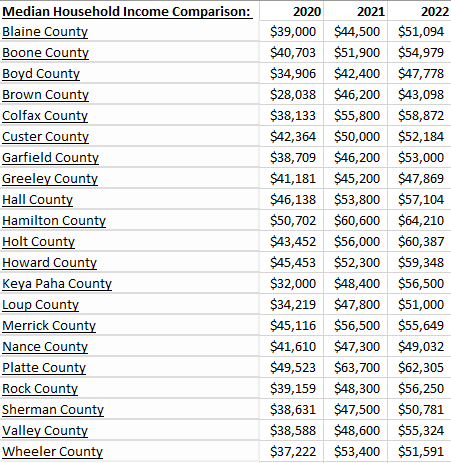 Median Household Income Comparison: 2020 2021 2022
Blaine County $39,000 $44,500 $51,094
Boone County $40,703 $51,900 $54,979
Boyd County $34,906 $42,400 $47,778
Brown County $28,038 $46,200 $43,098
Colfax County $38,133 $55,800 $58,872
Custer County $42,364 $50,000 $52,184
Garfield County $38,709 $46,200 $53,000
Greeley County $41,181 $45,200 $47,869
Hall County $46,138 $53,800 $57,104
Hamilton County $50,702 $60,600 $64,210
Holt County $43,452 $56,000 $60,387
Howard County $45,453 $52,300 $59,348
Keya Paha County $32,000 $48,400 $56,500
Loup County $34,219 $47,800 $51,000
Merrick County $45,116 $56,500 $55,649
Nance County $41,610 $47,300 $49,032
Platte County $49,523 $63,700 $62,305
Rock County $39,159 $48,300 $56,250
Sherman County $38,631 $47,500 $50,781
Valley County $38,588 $48,600 $55,324
Wheeler County $37,222 $53,400 $51,591